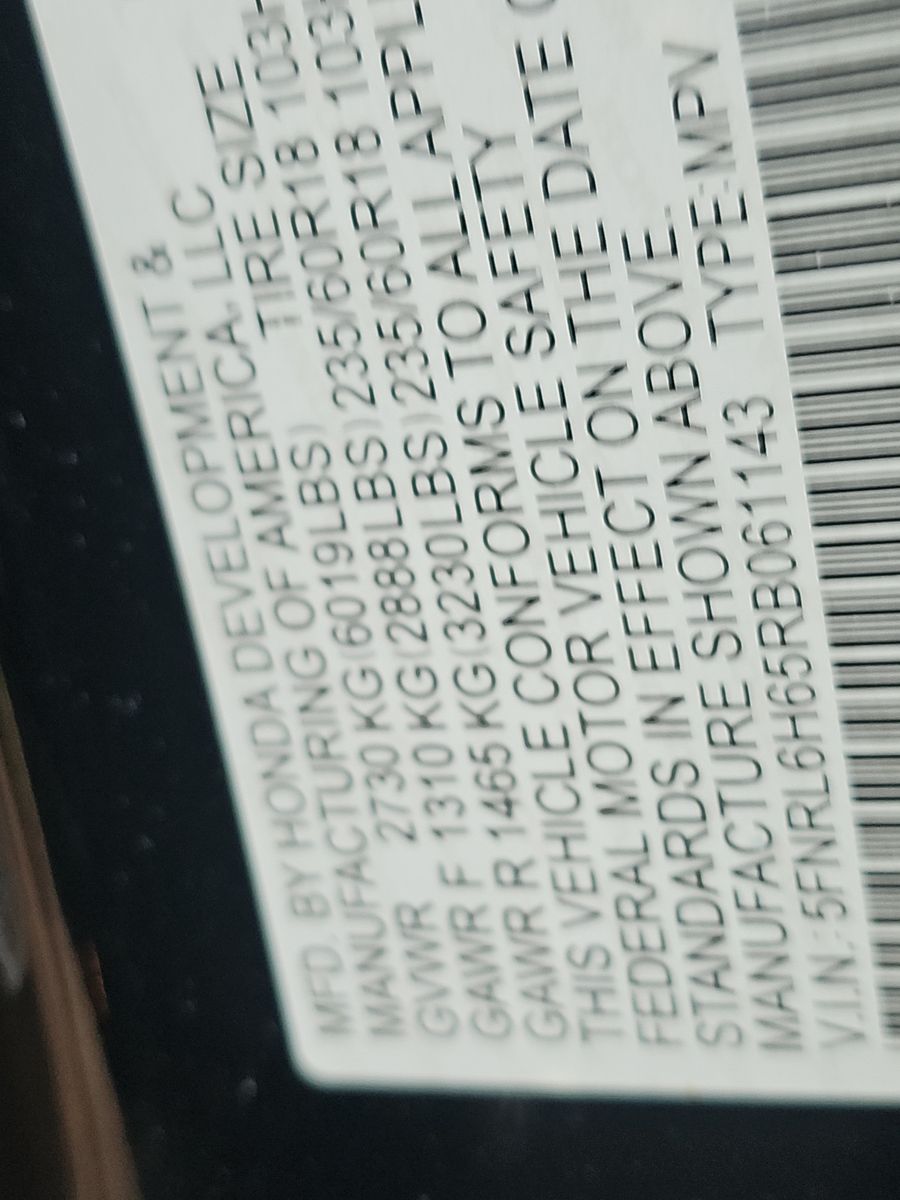 MFD. BY HONDA DEVELOPMENT &
MANUFACTURING OF AMERICA, LLC
GVWR 2730 KG(6019LBS) TIRE SIZE
GAWR F 1310 KG(2888LBS) 235/60R18 103H
GAWR R 1465 KG(3230LBS) 235/60R18 103H
THIS VEHICLE CONFORMS TO ALL APPLI
FEDERAL MOTOR VEHICLE SAFETY
STANDARDS IN EFFECT ON THE DATE O
MANUFACTURE SHOWN ABOVE.
V.I.N.:5FNRL6H65RB061143 TYPE:MPV